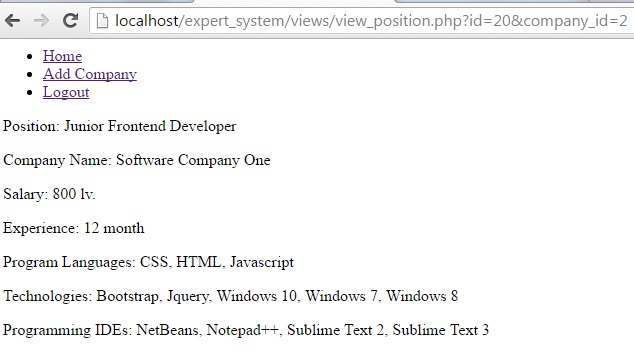 localhost/expert_system/views/view_position.php?id=20&company_id=2
Home
Add Company
Logout
Position: Junior Frontend Developer
Company Name: Software Company One
Salary: 800 lv.
Experience: 12 month
Program Languages: CSS, HTML, Javascript
Technologies: Bootstrap, Jquery, Windows 10, Windows 7, Windows 8
Programming IDEs: NetBeans, Notepad++, Sublime Text 2, Sublime Text 3